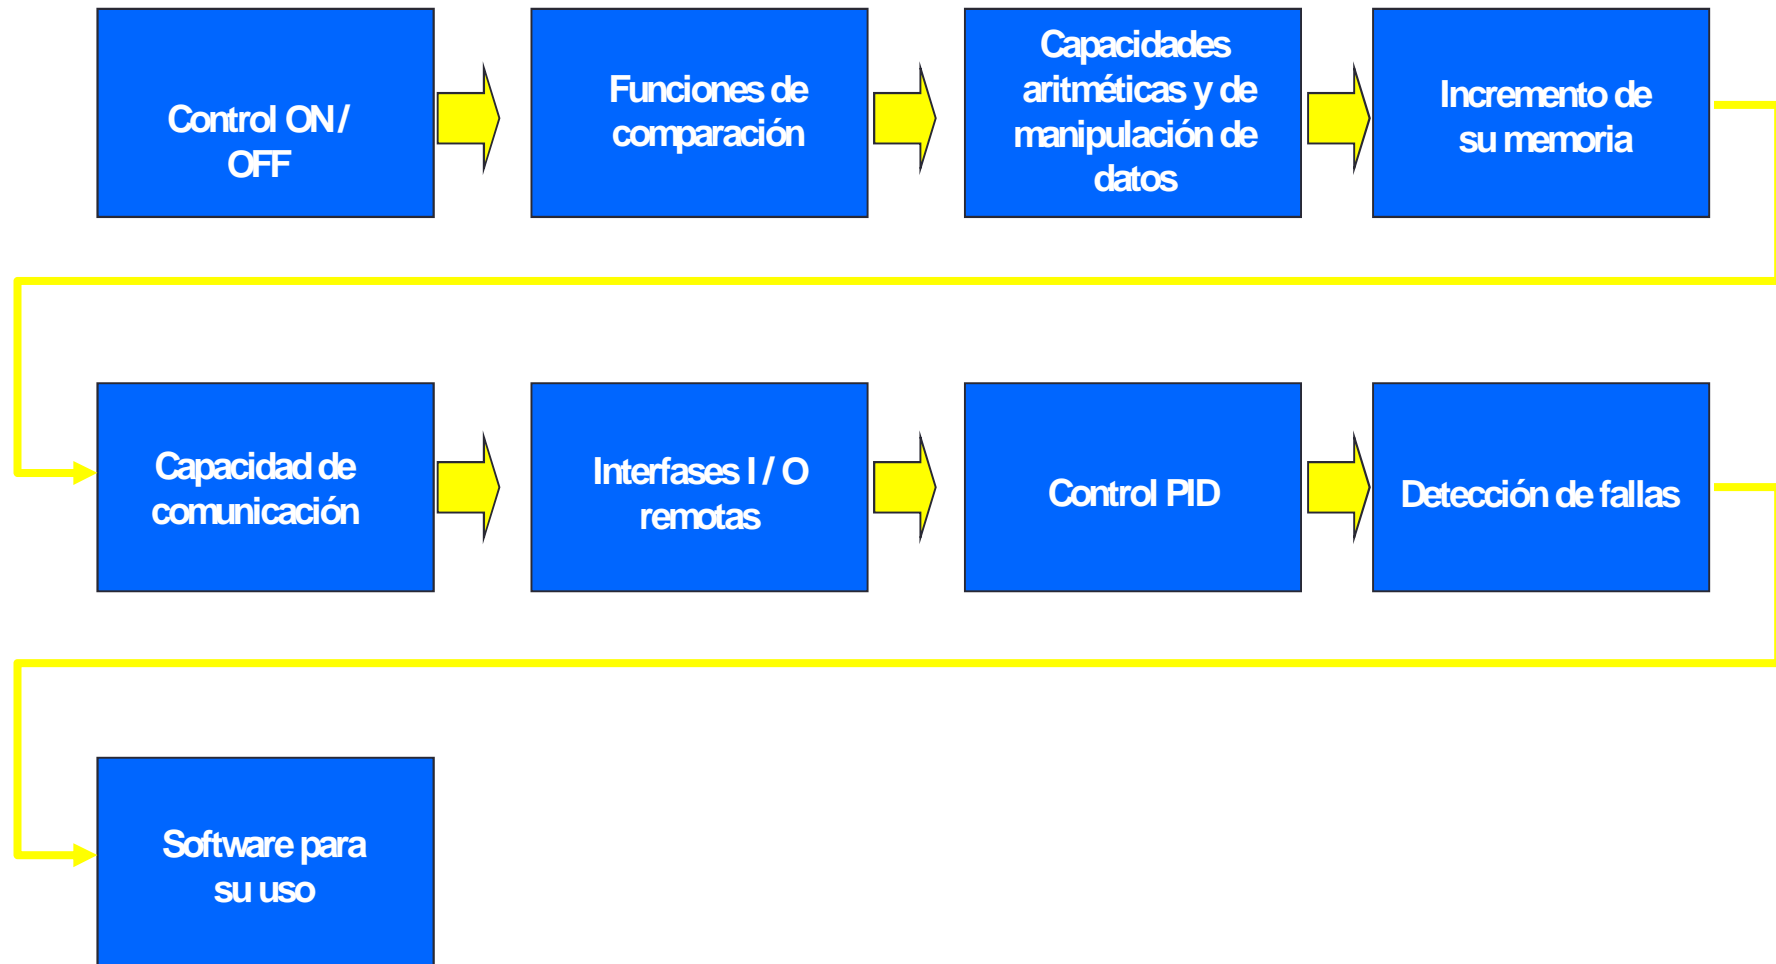 Control ON /
OFF
Funciones de
comparación
Capacidades
aritméticas y de
manipulación de
datos
Incremento de
su memoria
Capacidad de
comunicación
Interfases I / O
remotas
Control PID
Detección de fallas
Software para
su uso